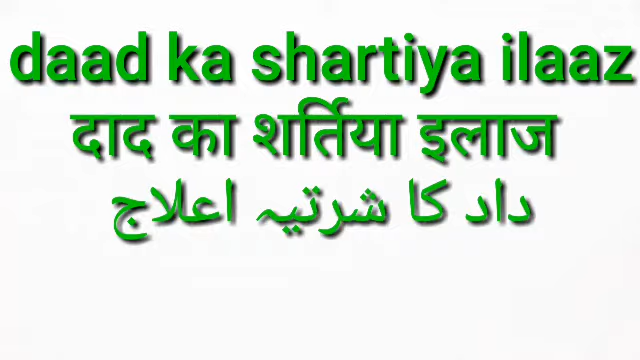 daad ka shartiya ilaaz
दाद का शर्तिया इलाज
داد کا شرتیہ اعلاج